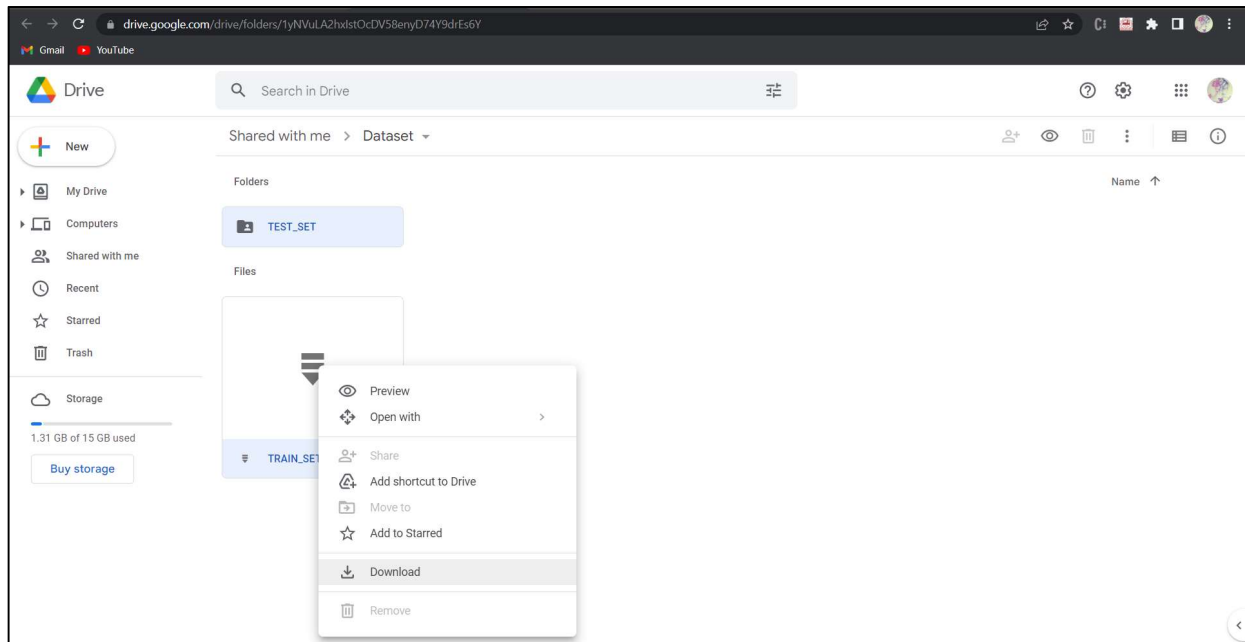 drive.google.com/drive/folders/1yNVuLA2hxlstOcDV58enyD74Y9drEs6Y
Gmail YouTube
Drive
Search in Drive
New
Shared with me > Dataset
My Drive
Computers
Shared with me
Recent
Starred
Trash
Storage
1.31 GB of 15 GB used
Buy storage
Folders
Name
TEST_SET
Files
TRAIN_SET
Preview
Open with
Share
Add shortcut to Drive
Move to
Add to Starred
Download
Remove